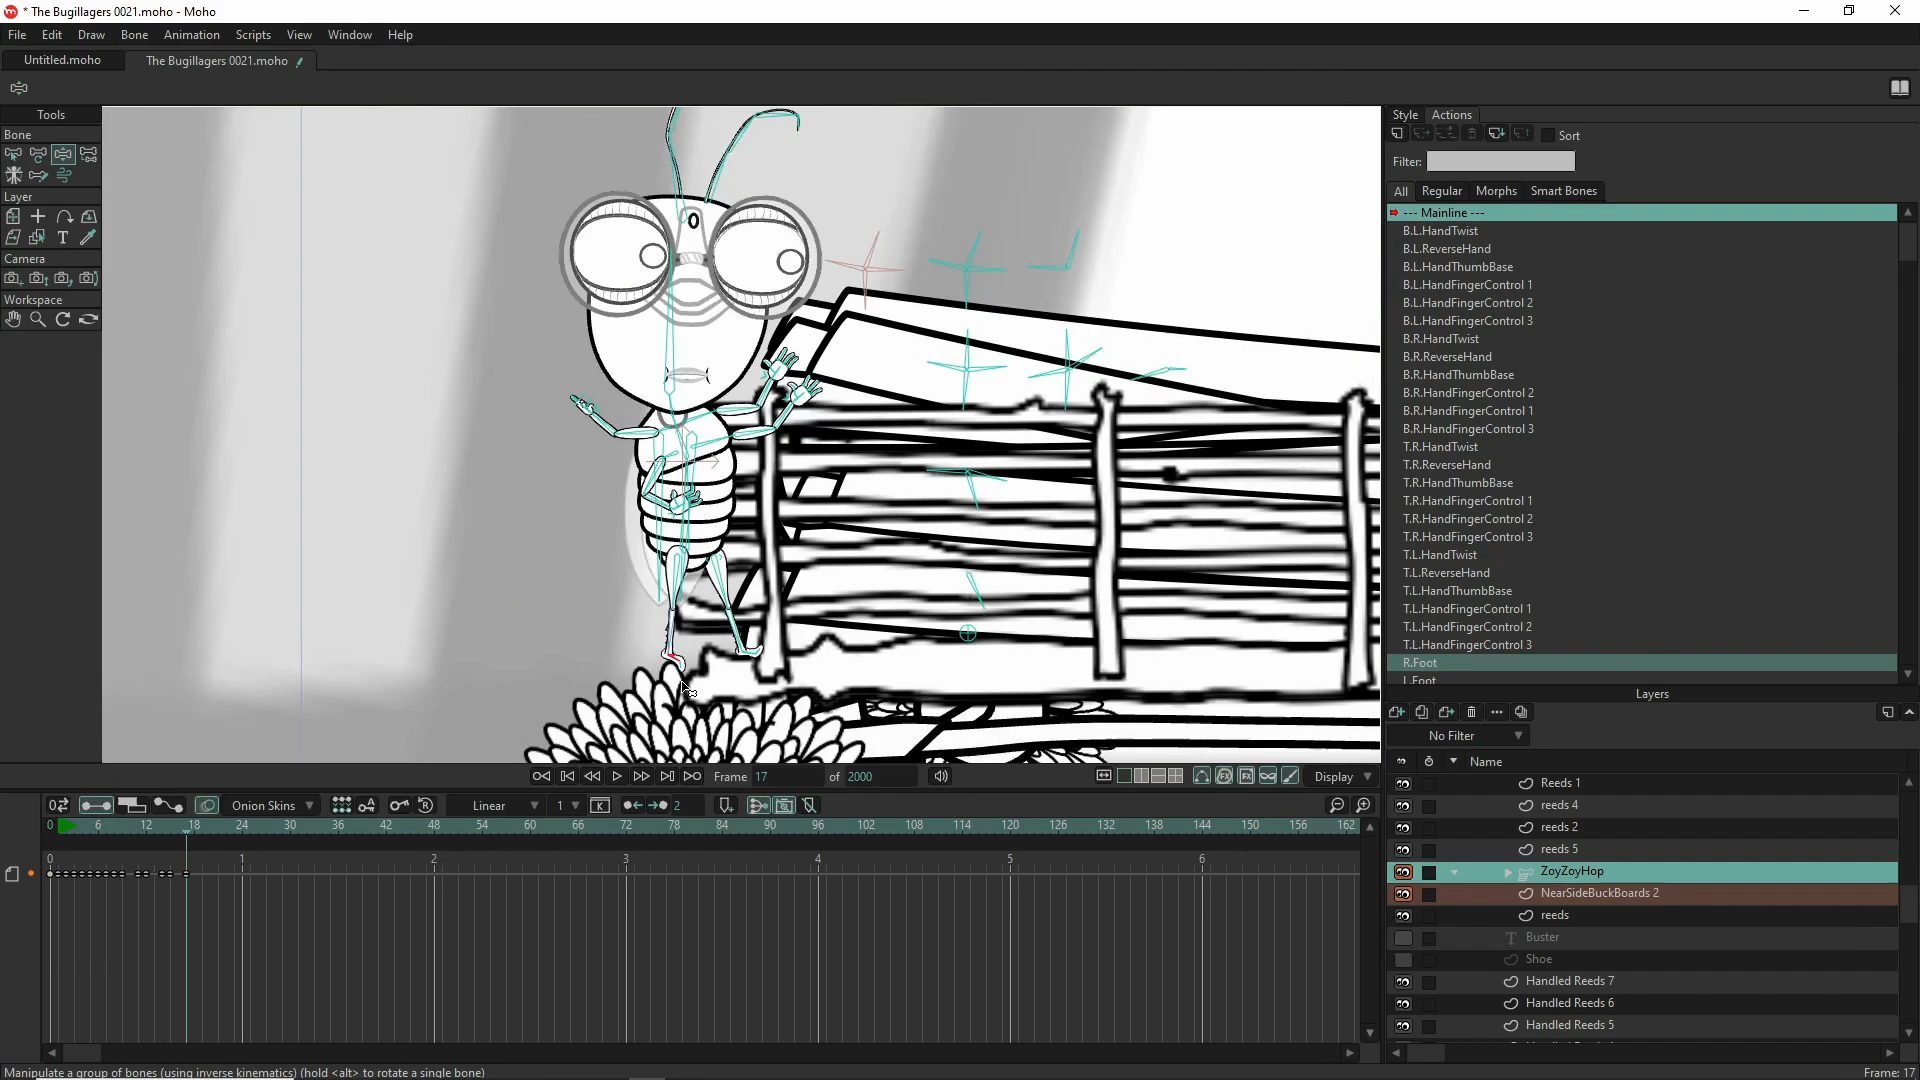 * The Bugillagers 0021.moho - Moho
File Edit Draw Bone Animation Scripts View Window Help
Untitled.moho
The Bugillagers 0021.moho
Tools
Bone
Layer
Camera
Workspace
Style Actions
Sort
Filter:
All Regular Morphs Smart Bones
--- Mainline ---
B.L.HandTwist
B.L.ReverseHand
B.L.HandThumbBase
B.L.HandFingerControl 1
B.L.HandFingerControl 2
B.L.HandFingerControl 3
B.R.HandTwist
B.R.ReverseHand
B.R.HandThumbBase
B.R.HandFingerControl 2
B.R.HandFingerControl 1
B.R.HandFingerControl 3
T.R.HandTwist
T.R.ReverseHand
T.R.HandThumbBase
T.R.HandFingerControl 1
T.R.HandFingerControl 2
T.R.HandFingerControl 3
T.L.HandTwist
T.L.ReverseHand
T.L.HandThumbBase
T.L.HandFingerControl 1
T.L.HandFingerControl 2
T.L.HandFingerControl 3
R.Foot
L.Foot
Layers
No Filter
Name
Reeds 1
reeds 4
reeds 2
reeds 5
ZoyZoyHop
NearSideBuckBoards 2
reeds
Buster
Shoe
Handled Reeds 7
Handled Reeds 6
Handled Reeds 5
Frame 17 of 2000
Display
Onion Skins
Linear
1
2
0 6 12 18 24 30 36 42 48 54 60 66 72 78 84 90 96 102 108 114 120 126 132 138 144 150 156 162
0 1 2 3 4 5 6
Manipulate a group of bones (using inverse kinematics) (hold <alt> to rotate a single bone)
Frame: 17